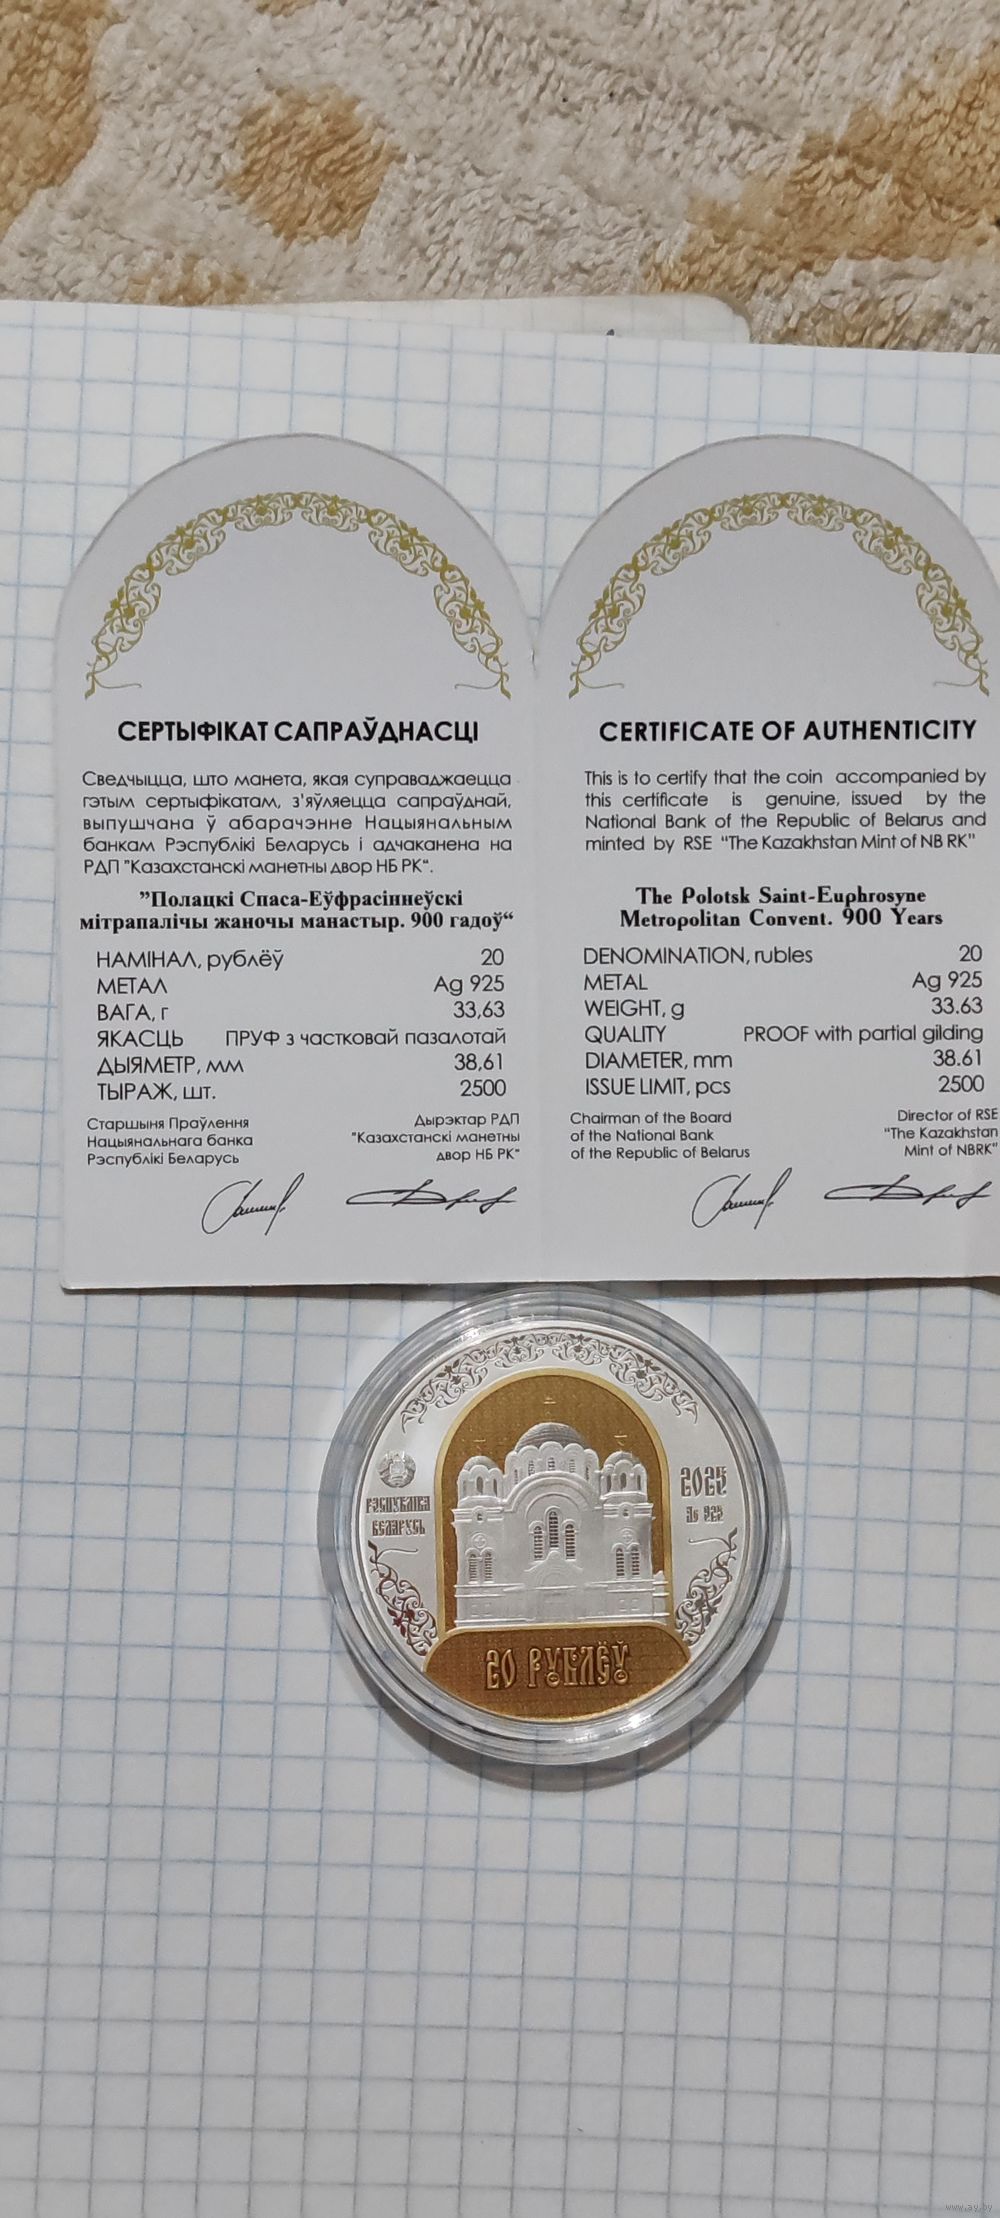 СЕРТЫФІКАТ САПРАЎДНАСЦІ
Сведчыцца, што манета, якая суправаджаецца
гэтым сертыфікатам, з'яўляецца сапраўднай,
выпушчана ў абарачэнне Нацыянальным
банкам Рэспублікі Беларусь і адчаканена на
РДП "Казахстанскі манетны двор НБ РК“.
”Полацкі Спаса-Еўфрасіннеўскі
мітрапалічы жаночы манастыр. 900 гадоў“
НАМІНАЛ, рублёў 20
МЕТАЛ Ag 925
ВАГА, г 33,63
ЯКАСЦЬ ПРУФ з частковай пазалотай
ДЫЯМЕТР, мм 38,61
ТЫРАЖ, шт. 2500
Старшыня Праўлення
Нацыянальнага банка
Рэспублікі Беларусь
Дырэктар РДП
"Казахстанскі манетны
двор НБ РК"
CERTIFICATE OF AUTHENTICITY
This is to certify that the coin accompanied by
this certificate is genuine, issued by the
National Bank of the Republic of Belarus and
minted by RSE “The Kazakhstan Mint of NB RK”
The Polotsk Saint-Euphrosyne
Metropolitan Convent. 900 Years
DENOMINATION, rubles 20
METAL Ag 925
WEIGHT, g 33.63
QUALITY PROOF with partial gilding
DIAMETER, mm 38.61
ISSUE LIMIT, pcs 2500
Chairman of the Board
of the National Bank
of the Republic of Belarus
Director of RSE
"The Kazakhstan
Mint of NBRK"
РЭСПУБЛІКА
БЕЛАРУСЬ
2025
Ag 925
20 РУБЛЁЎ
www.ay.by